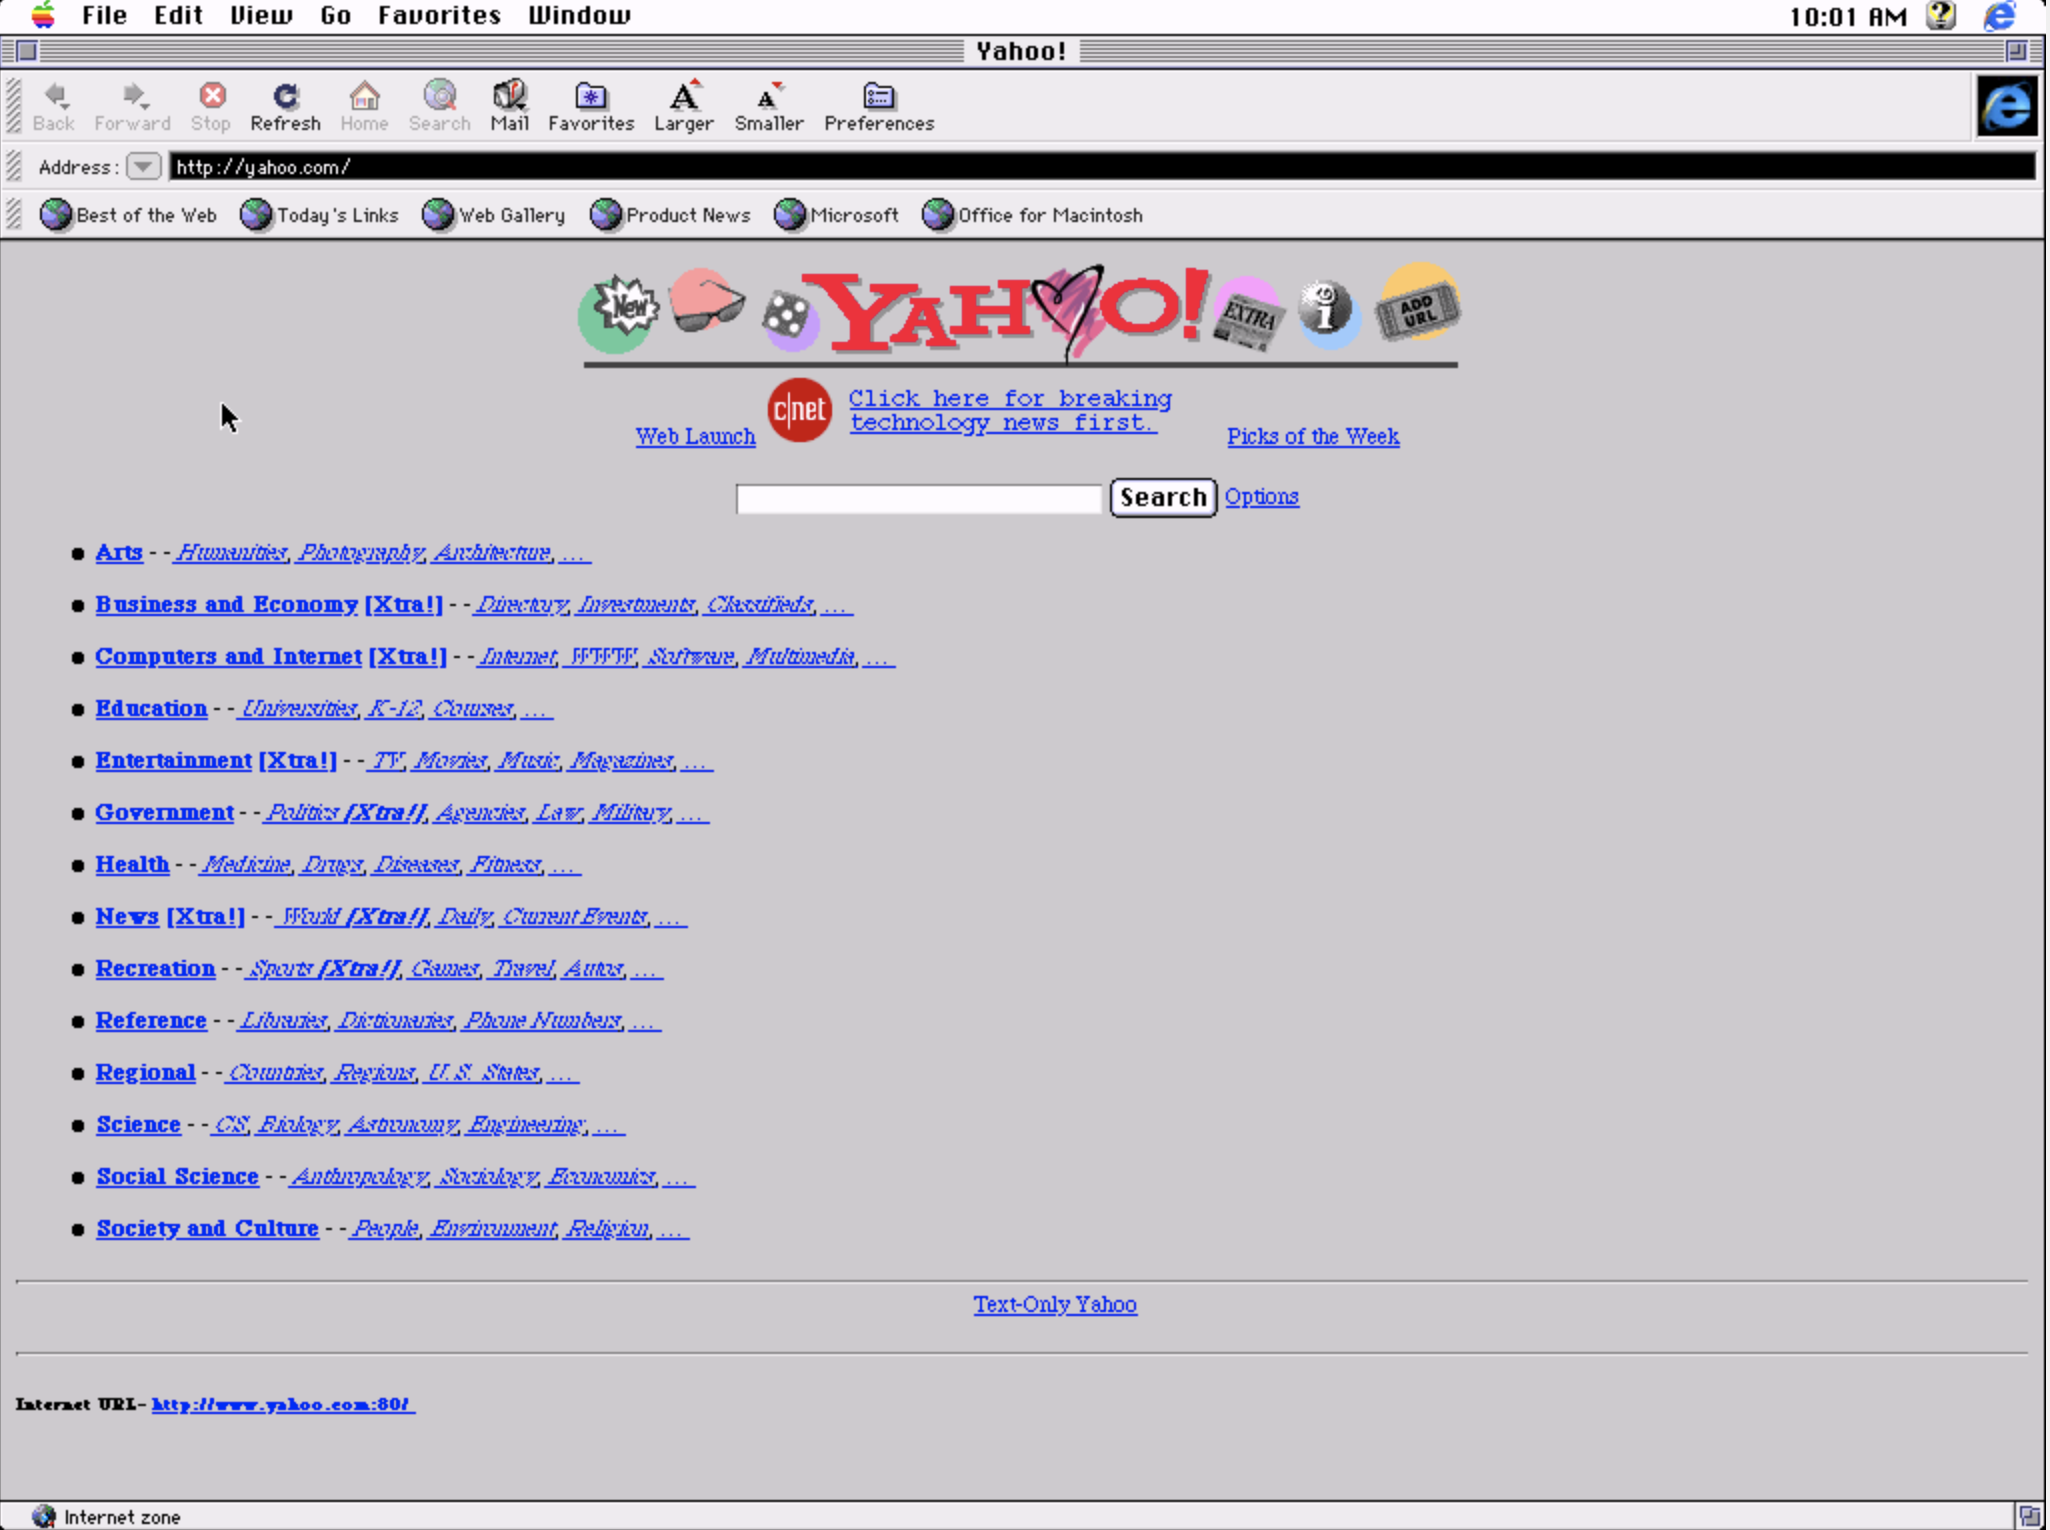 File Edit View Go Favorites Window 10:01 AM
Yahoo!
Back Forward Stop Refresh Home Search Mail Favorites Larger Smaller Preferences
Address: http://yahoo.com/
Best of the Web Today's Links Web Gallery Product News Microsoft Office for Macintosh
New YAHOO! EXTRA i ADD URL
c|net Click here for breaking
technology news first.
Web Launch Picks of the Week
Search Options
Arts -- Humanities, Photography, Architecture, ...
Business and Economy [Xtra!] -- Directory, Investments, Classifieds, ...
Computers and Internet [Xtra!] -- Internet, WWW, Software, Multimedia, ...
Education -- Universities, K-12, Courses, ...
Entertainment [Xtra!] -- TV, Movies, Music, Magazines, ...
Government -- Politics [Xtra!], Agencies, Law, Military, ...
Health -- Medicine, Drugs, Diseases, Fitness, ...
News [Xtra!] -- World [Xtra!], Daily, Current Events, ...
Recreation -- Sports [Xtra!], Games, Travel, Autos, ...
Reference -- Libraries, Dictionaries, Phone Numbers, ...
Regional -- Countries, Regions, U.S. States, ...
Science -- CS, Biology, Astronomy, Engineering, ...
Social Science -- Anthropology, Sociology, Economics, ...
Society and Culture -- People, Environment, Religion, ...
Text-Only Yahoo
Internet URL- http://www.yahoo.com:80/
Internet zone